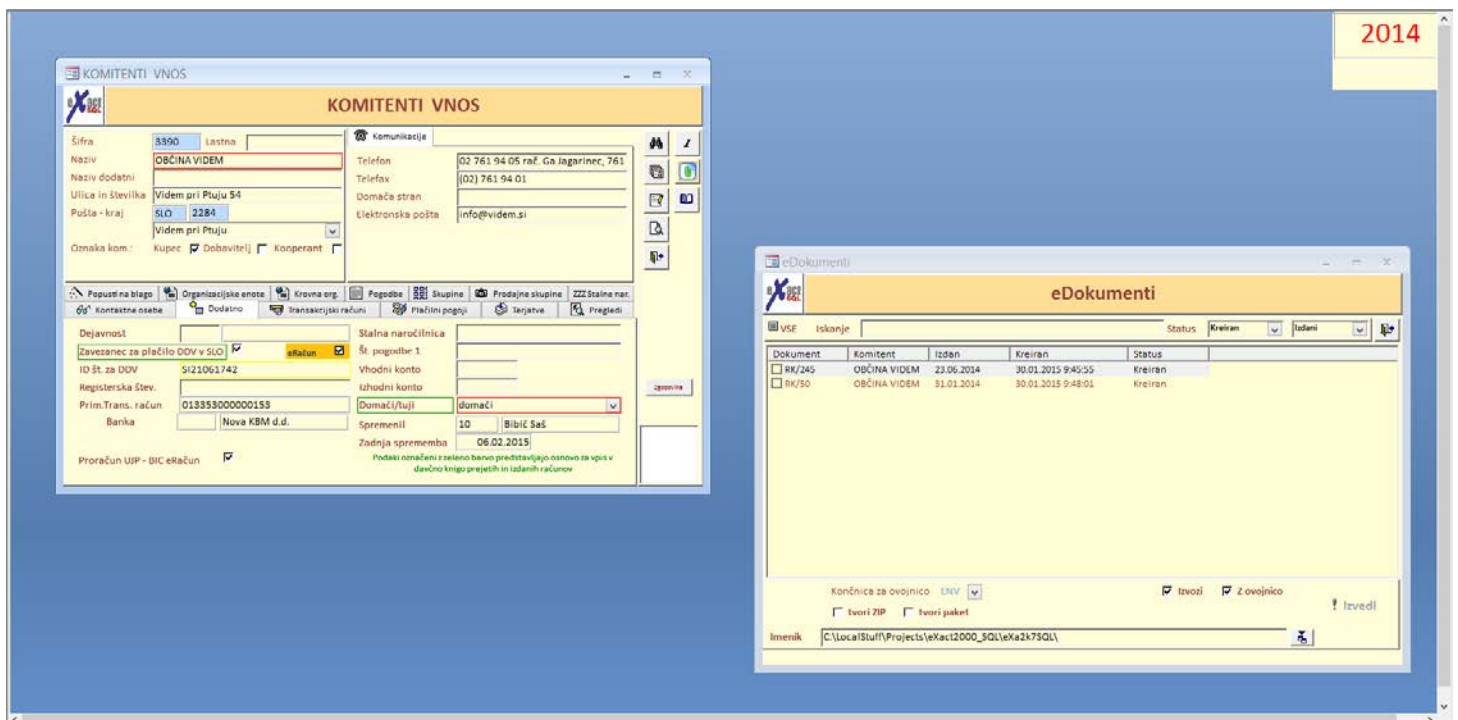 2014
KOMITENTI VNOS
eXact SQL
KOMITENTI VNOS
Šifra 3390 Lastna
Naziv OBČINA VIDEM
Naziv dodatni
Ulica in številka Videm pri Ptuju 54
Pošta - kraj SLO 2284
Videm pri Ptuju
Oznaka kom.: Kupec Dobavitelj Kooperant
Komunikacije
Telefon 02 761 94 05 rač. Ga Jagarinec, 761
Telefax (02) 761 94 01
Domača stran
Elektronska pošta info@videm.si
Popusti na blago Organizacijske enote Krovna org. Pogodbe Skupine Prodajne skupine ZZZ Stalne nar.
Kontaktne osebe Dodatno Transakcijski računi Plačilni pogoji Terjatve Pregledi
Dejavnost
Zavezanec za plačilo DDV v SLO eRačun
ID št. za DDV SI21061742
Registerska štev.
Prim.Trans. račun 013353000000153
Banka Nova KBM d.d.
Proračun UJP - BIC eRačun
Stalna naročilnica
Št. pogodbe 1
Vhodni konto
Izhodni konto
Domači/tuji domači
Spremenil 10 Bibič Saš
Zadnja sprememba 06.02.2015
Podatki označeni z zeleno barvo predstavljajo osnovo za vpis v
davčno knigo prejetih in izdanih računov
eDokumenti
eXact SQL
eDokumenti
VSE Iskanje Status Kreiran Izdani
Dokument Komitent Izdan Kreiran Status
RK/245 OBČINA VIDEM 23.06.2014 30.01.2015 9:45:55 Kreiran
RK/50 OBČINA VIDEM 31.01.2014 30.01.2015 9:48:01 Kreiran
Končnica za ovojnico ENV Izvozi Z ovojnico
! Izvedi
tvori ZIP tvori paket
Imenik C:\LocalStuff\Projects\eXact2000_SQL\eXa2k7SQL\